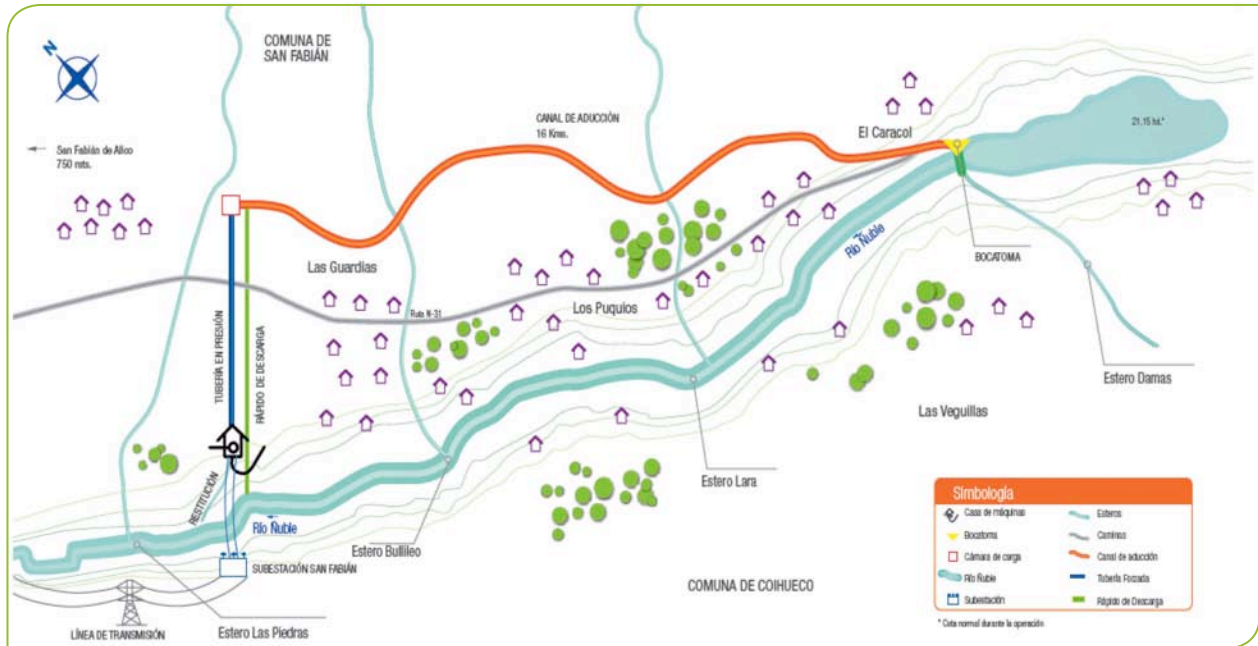 N
COMUNA DE
SAN FABIÁN
San Fabián de Alico
750 mts.
CANAL DE ADUCCIÓN
16 Kms.
El Caracol
21,15 há.*
Río Ñuble
BOCATOMA
Las Guardias
Ruta N-31
Los Puquios
Estero Damas
Las Veguillas
TUBERÍA EN PRESIÓN
RÁPIDO DE DESCARGA
RESTITUCIÓN
Río Ñuble
Estero Bullileo
Estero Lara
SUBESTACIÓN SAN FABIÁN
COMUNA DE COIHUECO
LÍNEA DE TRANSMISIÓN
Estero Las Piedras
Simbología
Casa de máquinas
Bocatoma
Cámara de carga
Río Ñuble
Subestación
Esteros
Caminos
Canal de aducción
Tubería Forzada
Rápido de Descarga
* Cota normal durante la operación